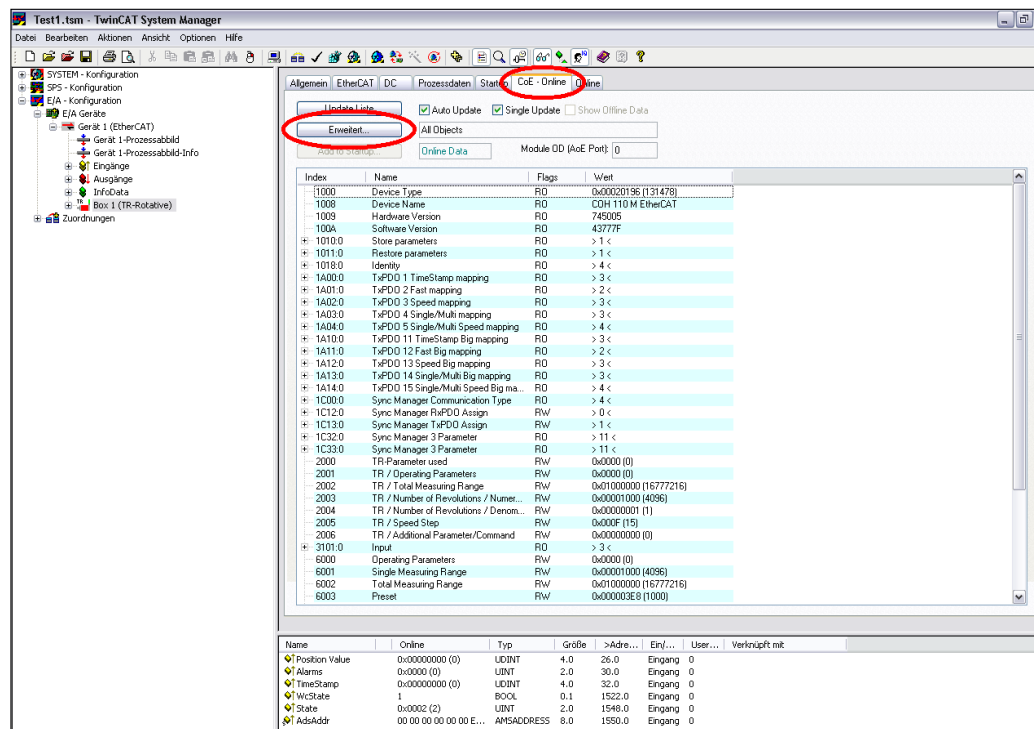 Test1.tsm - TwinCAT System Manager
Datei Bearbeiten Aktionen Ansicht Optionen Hilfe
SYSTEM - Konfiguration
SPS - Konfiguration
E/A - Konfiguration
E/A Geräte
Gerät 1 (EtherCAT)
Gerät 1-Prozessabbild
Gerät 1-Prozessabbild-Info
Eingänge
Ausgänge
InfoData
Box 1 (TR-Rotative)
Zuordnungen
Allgemein EtherCAT DC Prozessdaten Startup CoE - Online Online
Update Liste Auto Update Single Update Show Offline Data
Erweitert... All Objects
Add to Startup... Online Data Module OD (AoE Port): 0
Index Name Flags Wert
1000 Device Type RO 0x00020196 (131478)
1008 Device Name RO COH 110 M EtherCAT
1009 Hardware Version RO 745005
100A Software Version RO 43777F
1010:0 Store parameters RO > 1 <
1011:0 Restore parameters RO > 1 <
1018:0 Identity RO > 4 <
1A00:0 TxPDO 1 TimeStamp mapping RO > 3 <
1A01:0 TxPDO 2 Fast mapping RO > 2 <
1A02:0 TxPDO 3 Speed mapping RO > 3 <
1A03:0 TxPDO 4 Single/Multi mapping RO > 3 <
1A04:0 TxPDO 5 Single/Multi Speed mapping RO > 4 <
1A10:0 TxPDO 11 TimeStamp Big mapping RO > 3 <
1A11:0 TxPDO 12 Fast Big mapping RO > 2 <
1A12:0 TxPDO 13 Speed Big mapping RO > 3 <
1A13:0 TxPDO 14 Single/Multi Big mapping RO > 3 <
1A14:0 TxPDO 15 Single/Multi Speed Big ma... RO > 4 <
1C00:0 Sync Manager Communication Type RO > 4 <
1C12:0 Sync Manager RxPDO Assign RW > 0 <
1C13:0 Sync Manager TxPDO Assign RW > 1 <
1C32:0 Sync Manager 3 Parameter RO > 11 <
1C33:0 Sync Manager 3 Parameter RO > 11 <
2000 TR-Parameter used RW 0x0000 (0)
2001 TR / Operating Parameters RW 0x0000 (0)
2002 TR / Total Measuring Range RW 0x01000000 (16777216)
2003 TR / Number of Revolutions / Numer... RW 0x00001000 (4096)
2004 TR / Number of Revolutions / Denom... RW 0x00000001 (1)
2005 TR / Speed Step RW 0x000F (15)
2006 TR / Additional Parameter/Command RW 0x00000000 (0)
3101:0 Input RO > 3 <
6000 Operating Parameters RW 0x0000 (0)
6001 Single Measuring Range RW 0x00001000 (4096)
6002 Total Measuring Range RW 0x01000000 (16777216)
6003 Preset RW 0x000003E8 (1000)
Name Online Typ Größe >Adre... Ein/... User... Verknüpft mit
Position Value 0x00000000 (0) UDINT 4.0 26.0 Eingang 0
Alarms 0x0000 (0) UINT 2.0 30.0 Eingang 0
TimeStamp 0x00000000 (0) UDINT 4.0 32.0 Eingang 0
WcState 1 BOOL 0.1 1522.0 Eingang 0
State 0x0002 (2) UINT 2.0 1548.0 Eingang 0
AdsAddr 00 00 00 00 00 00 E... AMSADDRESS 8.0 1550.0 Eingang 0